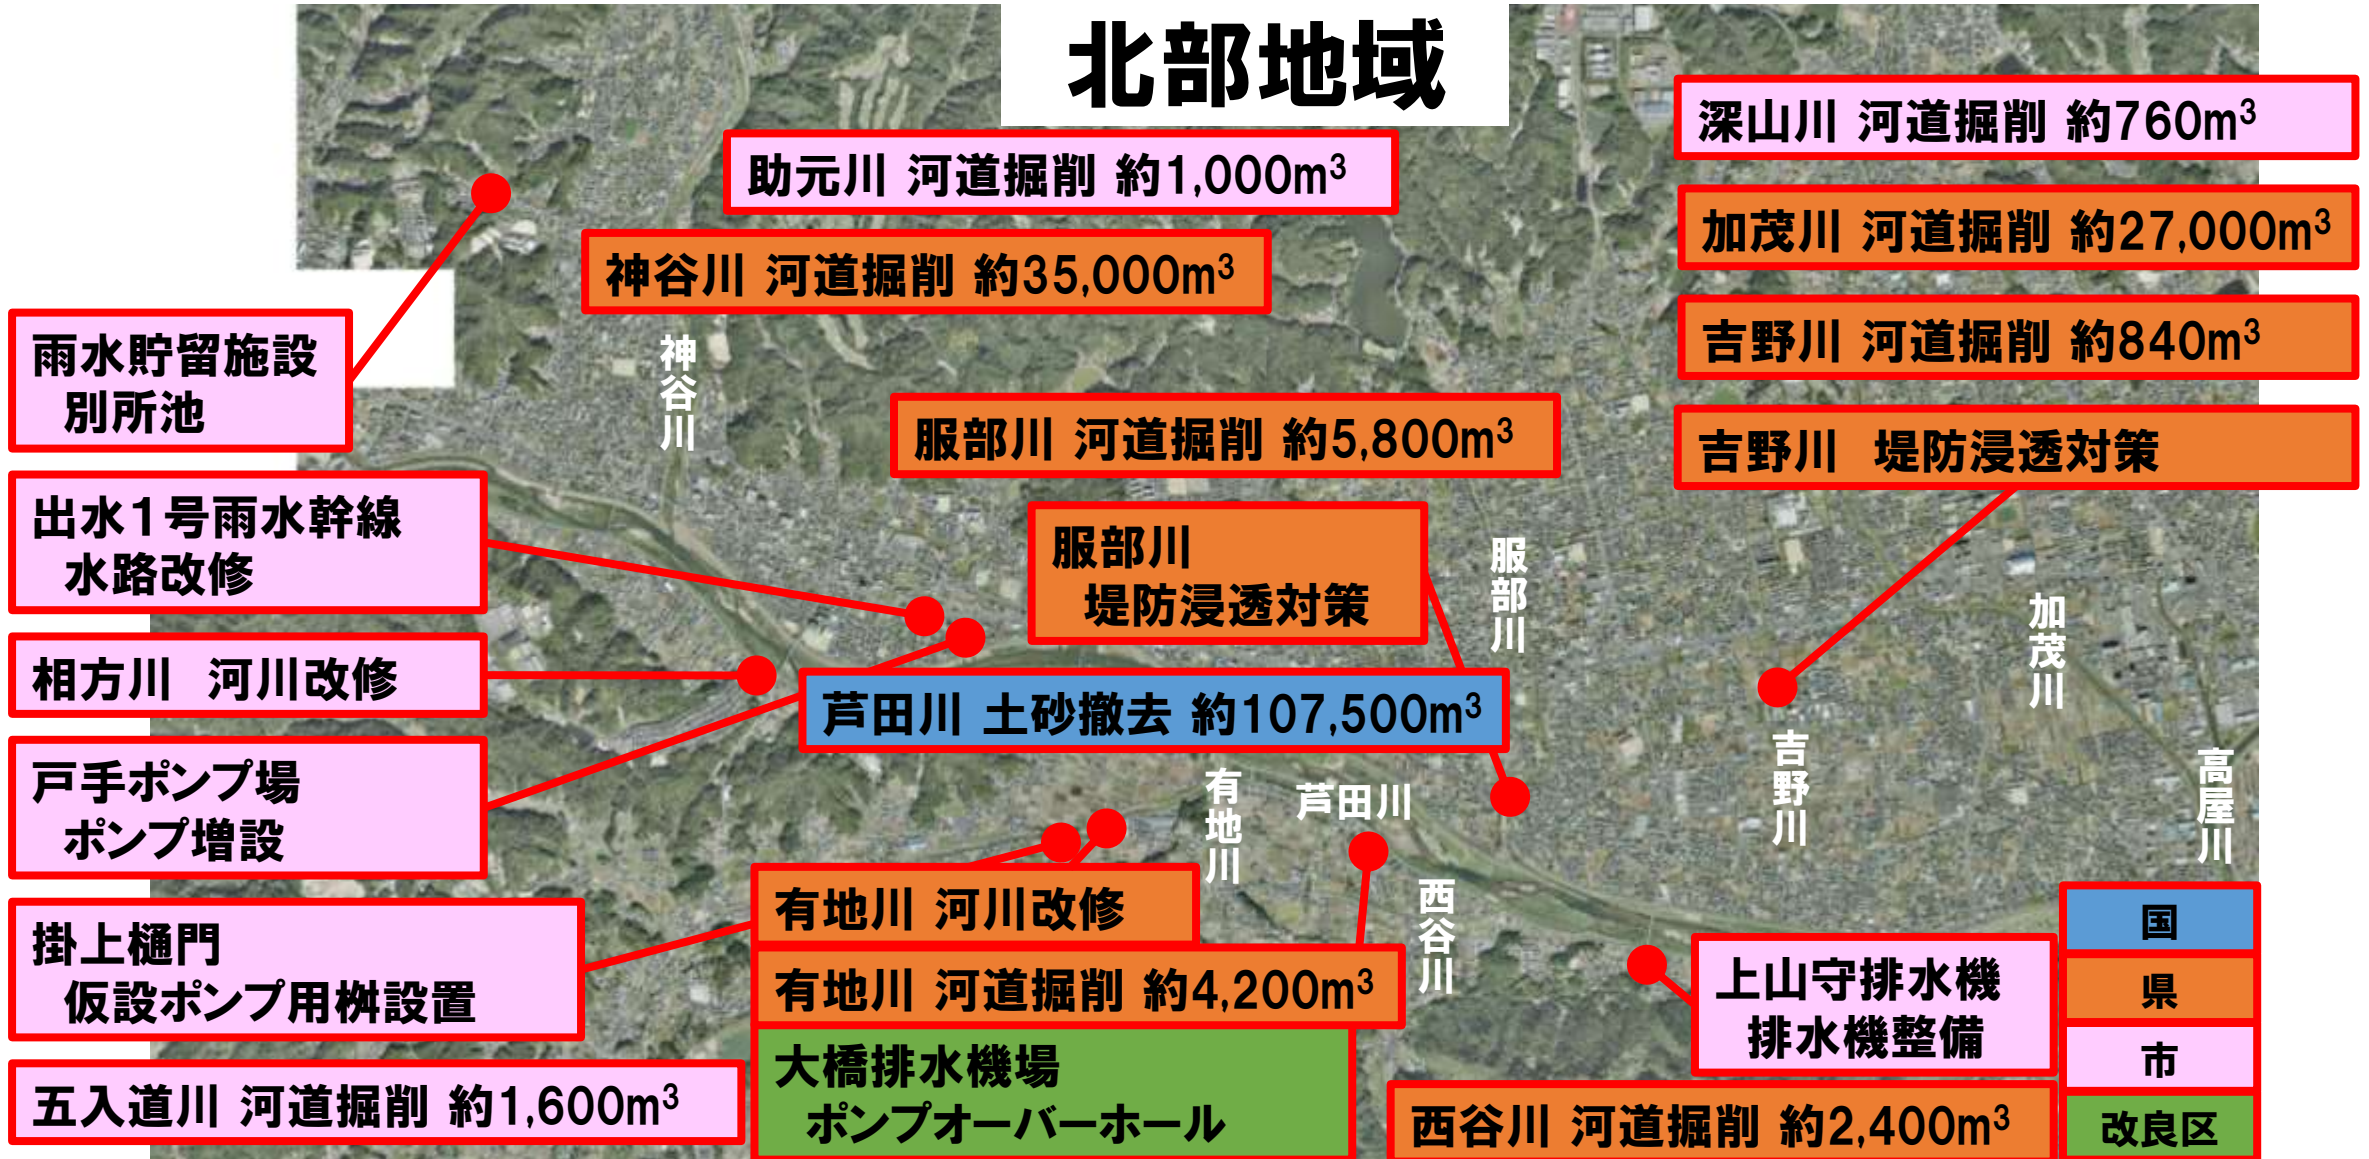 北部地域
深山川 河道掘削 約760m³
助元川 河道掘削 約1,000m³
加茂川 河道掘削 約27,000m³
神谷川 河道掘削 約35,000m³
吉野川 河道掘削 約840m³
雨水貯留施設
別所池
神谷川
服部川 河道掘削 約5,800m³
吉野川 堤防浸透対策
出水1号雨水幹線
水路改修
服部川
堤防浸透対策
服部川
加茂川
相方川 河川改修
芦田川 土砂撤去 約107,500m³
吉野川
高屋川
戸手ポンプ場
ポンプ増設
有地川
芦田川
西谷川
有地川 河川改修
国
掛上樋門
仮設ポンプ用桝設置
有地川 河道掘削 約4,200m³
上山守排水機
排水機整備
県
市
大橋排水機場
ポンプオーバーホール
五入道川 河道掘削 約1,600m³
西谷川 河道掘削 約2,400m³
改良区